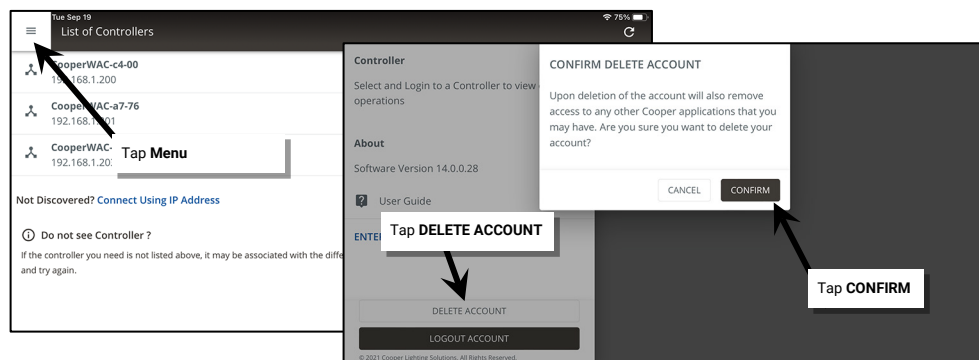 Tue Sep 19
75%
List of Controllers
CooperWAC-c4-00
192.168.1.200
CooperWAC-a7-76
192.168.1.201
CooperWAC-
192.168.1.20
Tap Menu
Not Discovered? Connect Using IP Address
Do not see Controller ?
If the controller you need is not listed above, it may be associated with the diffe
and try again.
Controller
Select and Login to a Controller to view
operations
About
Software Version 14.0.0.28
User Guide
ENTE
Tap DELETE ACCOUNT
DELETE ACCOUNT
LOGOUT ACCOUNT
© 2021 Cooper Lighting Solutions. All Rights Reserved.
CONFIRM DELETE ACCOUNT
Upon deletion of the account will also remove
access to any other Cooper applications that you
may have. Are you sure you want to delete your
account?
CANCEL
CONFIRM
Tap CONFIRM